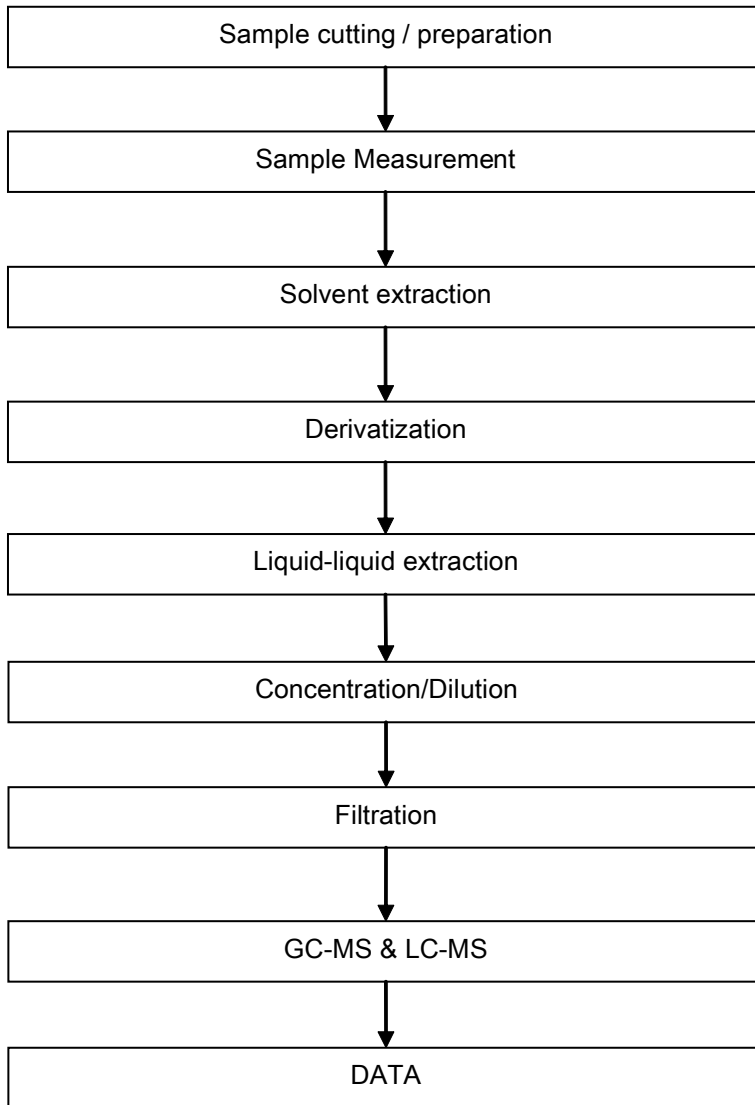 Sample cutting / preparation
Sample Measurement
Solvent extraction
Derivatization
Liquid-liquid extraction
Concentration/Dilution
Filtration
GC-MS & LC-MS
DATA